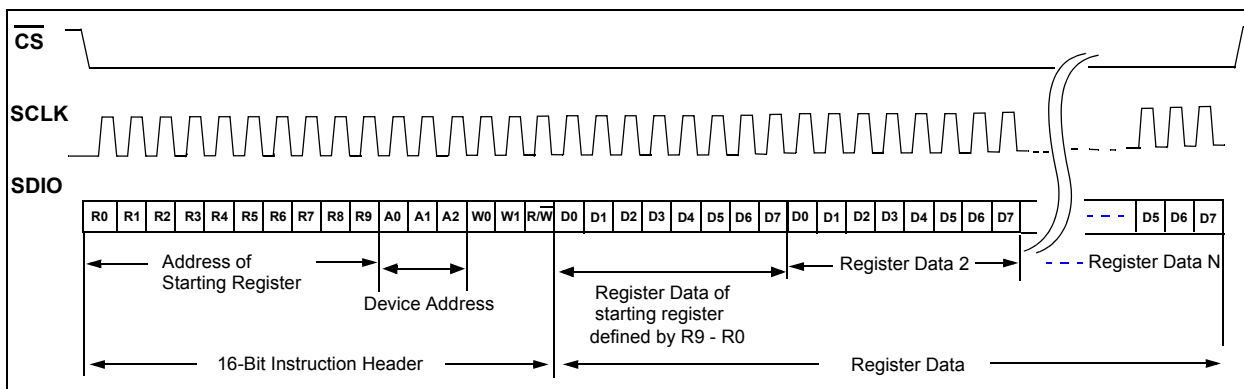 CS
SCLK
SDIO
R0 R1 R2 R3 R4 R5 R6 R7 R8 R9 A0 A1 A2 W0 W1 R/W D0 D1 D2 D3 D4 D5 D6 D7 D0 D1 D2 D3 D4 D5 D6 D7 D5 D6 D7
Address of
Starting Register
Device Address
Register Data of
starting register
defined by R9 - R0
Register Data 2
Register Data N
16-Bit Instruction Header
Register Data